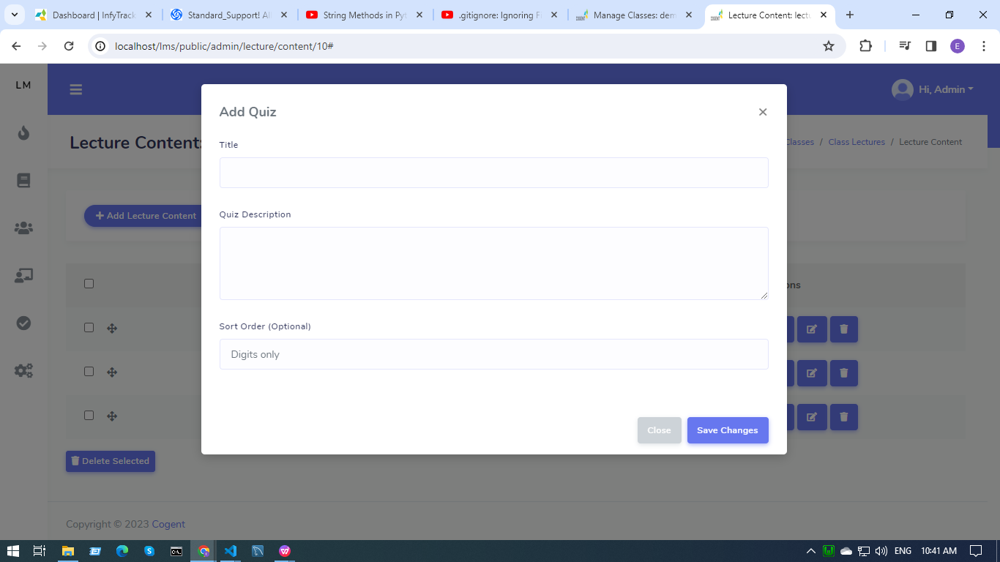 Dashboard | InfyTrack
Standard_Support! All
String Methods in Pyt
.gitignore: Ignoring Fi
Manage Classes: dem
Lecture Content: lectu
localhost/lms/public/admin/lecture/content/10#
E
LM
Hi, Admin
Lecture Content:
Classes / Class Lectures / Lecture Content
Add Quiz
Title
+ Add Lecture Content
Quiz Description
ons
Sort Order (Optional)
Digits only
Close
Save Changes
Delete Selected
Copyright © 2023 Cogent
ENG
10:41 AM